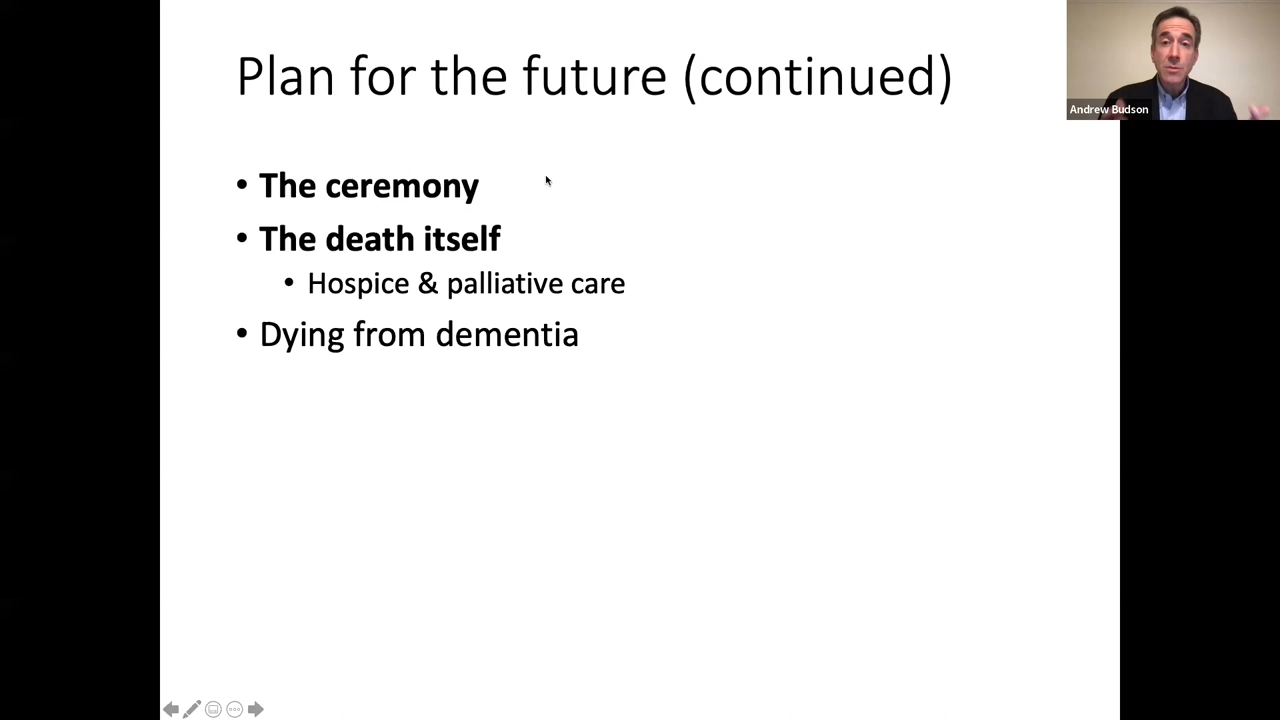 Plan for the future (continued)
• The ceremony
• The death itself
• Hospice & palliative care
• Dying from dementia
Andrew Budson